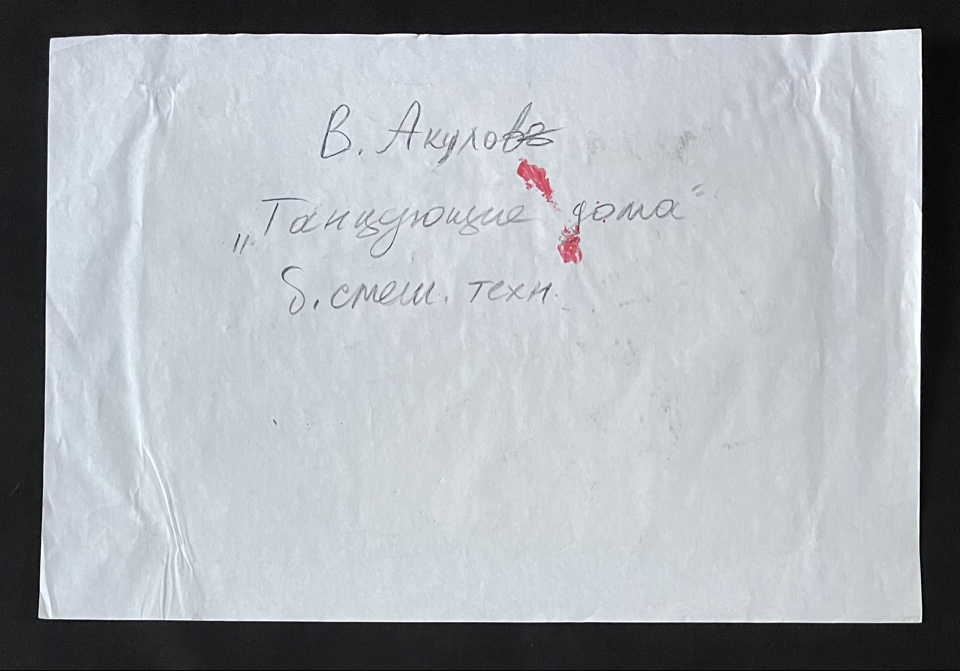 В. Акулов
„Танцующие дома"
б. смеш. техн.